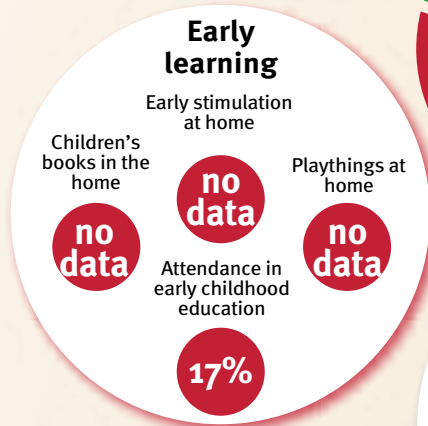 Early
learning
Early stimulation
at home
no
data
Children’s
books in the
home
no
data
Playthings at
home
no
data
Attendance in
early childhood
education
17%